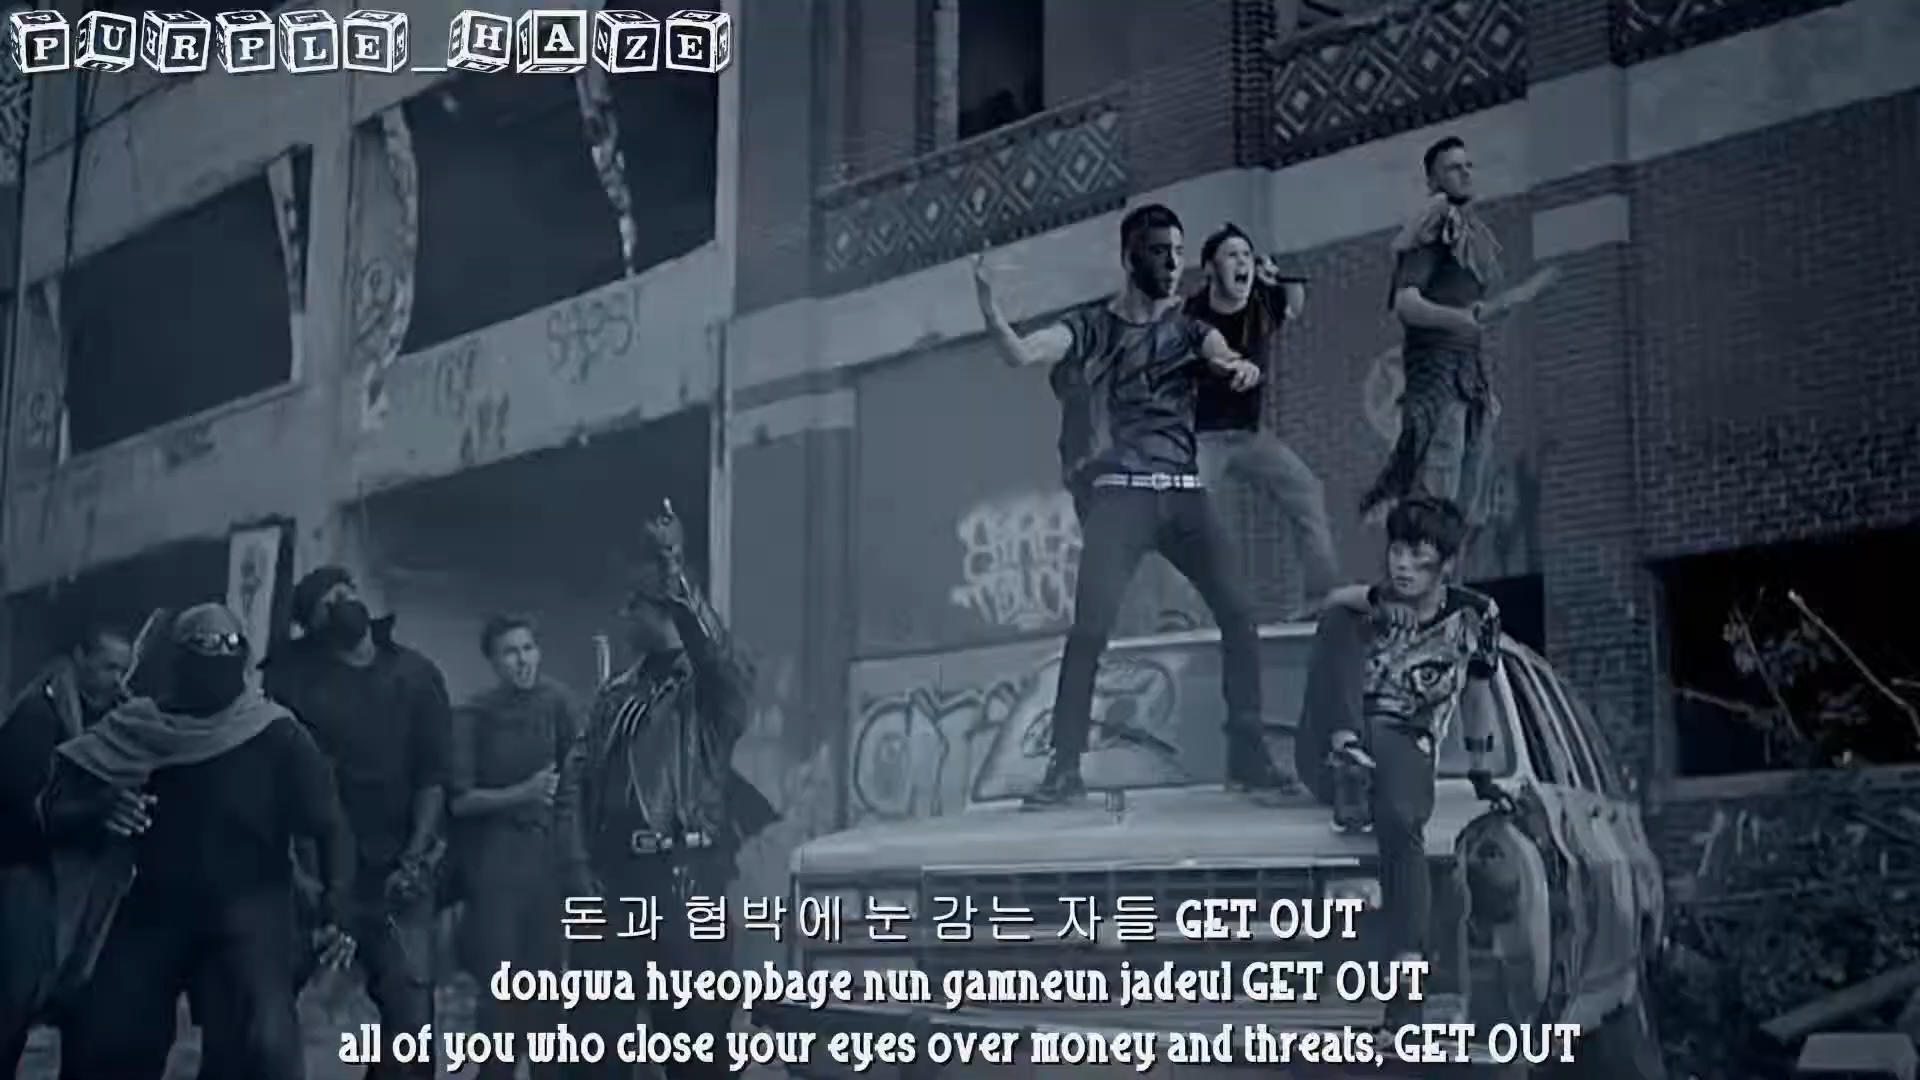 PURPLE_HAZE
돈과 협박에 눈 감는 자들 GET OUT
dongwa hyeopbage nun gamneun jadeul GET OUT
all of you who close your eyes over money and threats, GET OUT